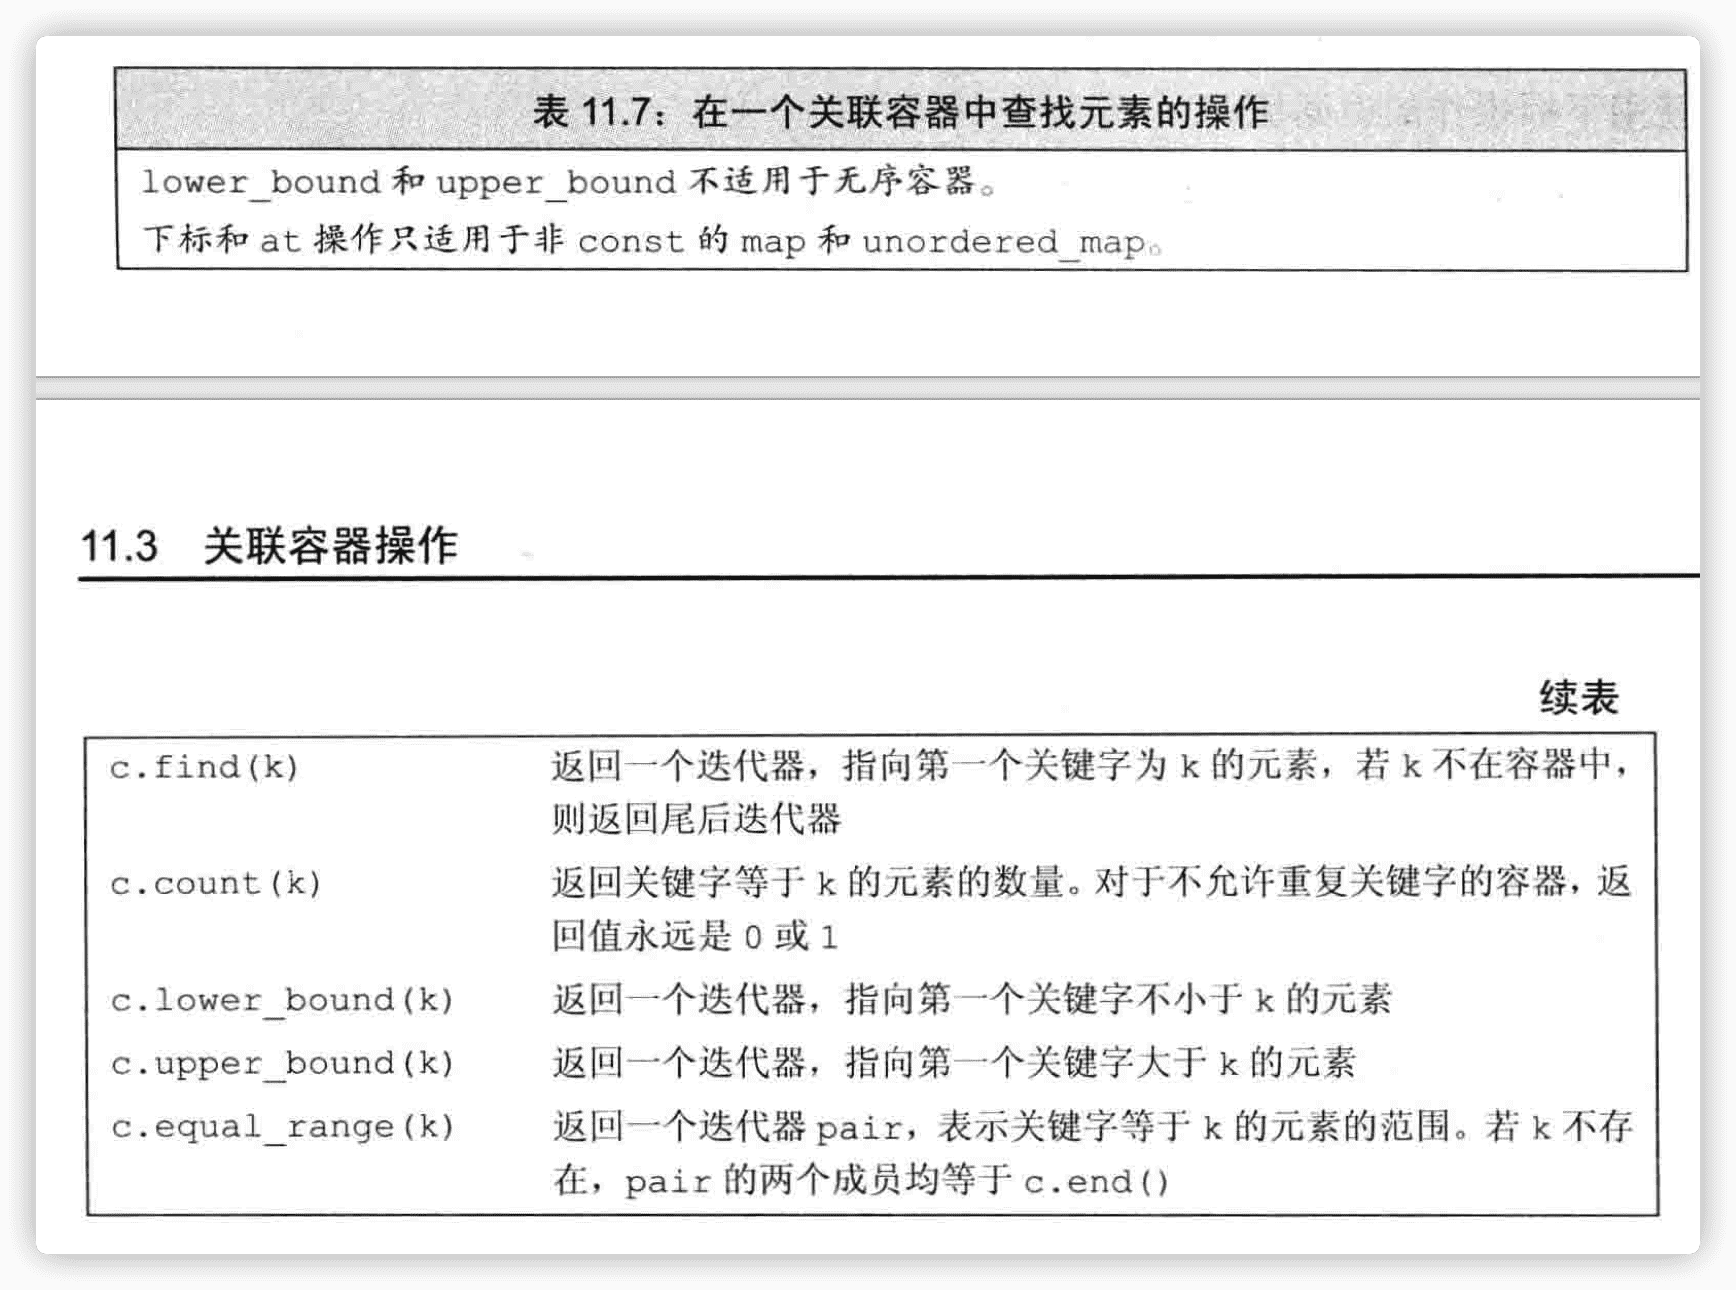 表 11.7：在一个关联容器中查找元素的操作
lower_bound 和 upper_bound 不适用于无序容器。
下标和 at 操作只适用于非 const 的 map 和 unordered_map。
11.3 关联容器操作
续表
c.find(k) 返回一个迭代器，指向第一个关键字为 k 的元素，若 k 不在容器中，
则返回尾后迭代器
c.count(k) 返回关键字等于 k 的元素的数量。对于不允许重复关键字的容器，返
回值永远是 0 或 1
c.lower_bound(k) 返回一个迭代器，指向第一个关键字不小于 k 的元素
c.upper_bound(k) 返回一个迭代器，指向第一个关键字大于 k 的元素
c.equal_range(k) 返回一个迭代器 pair，表示关键字等于 k 的元素的范围。若 k 不存
在，pair 的两个成员均等于 c.end()